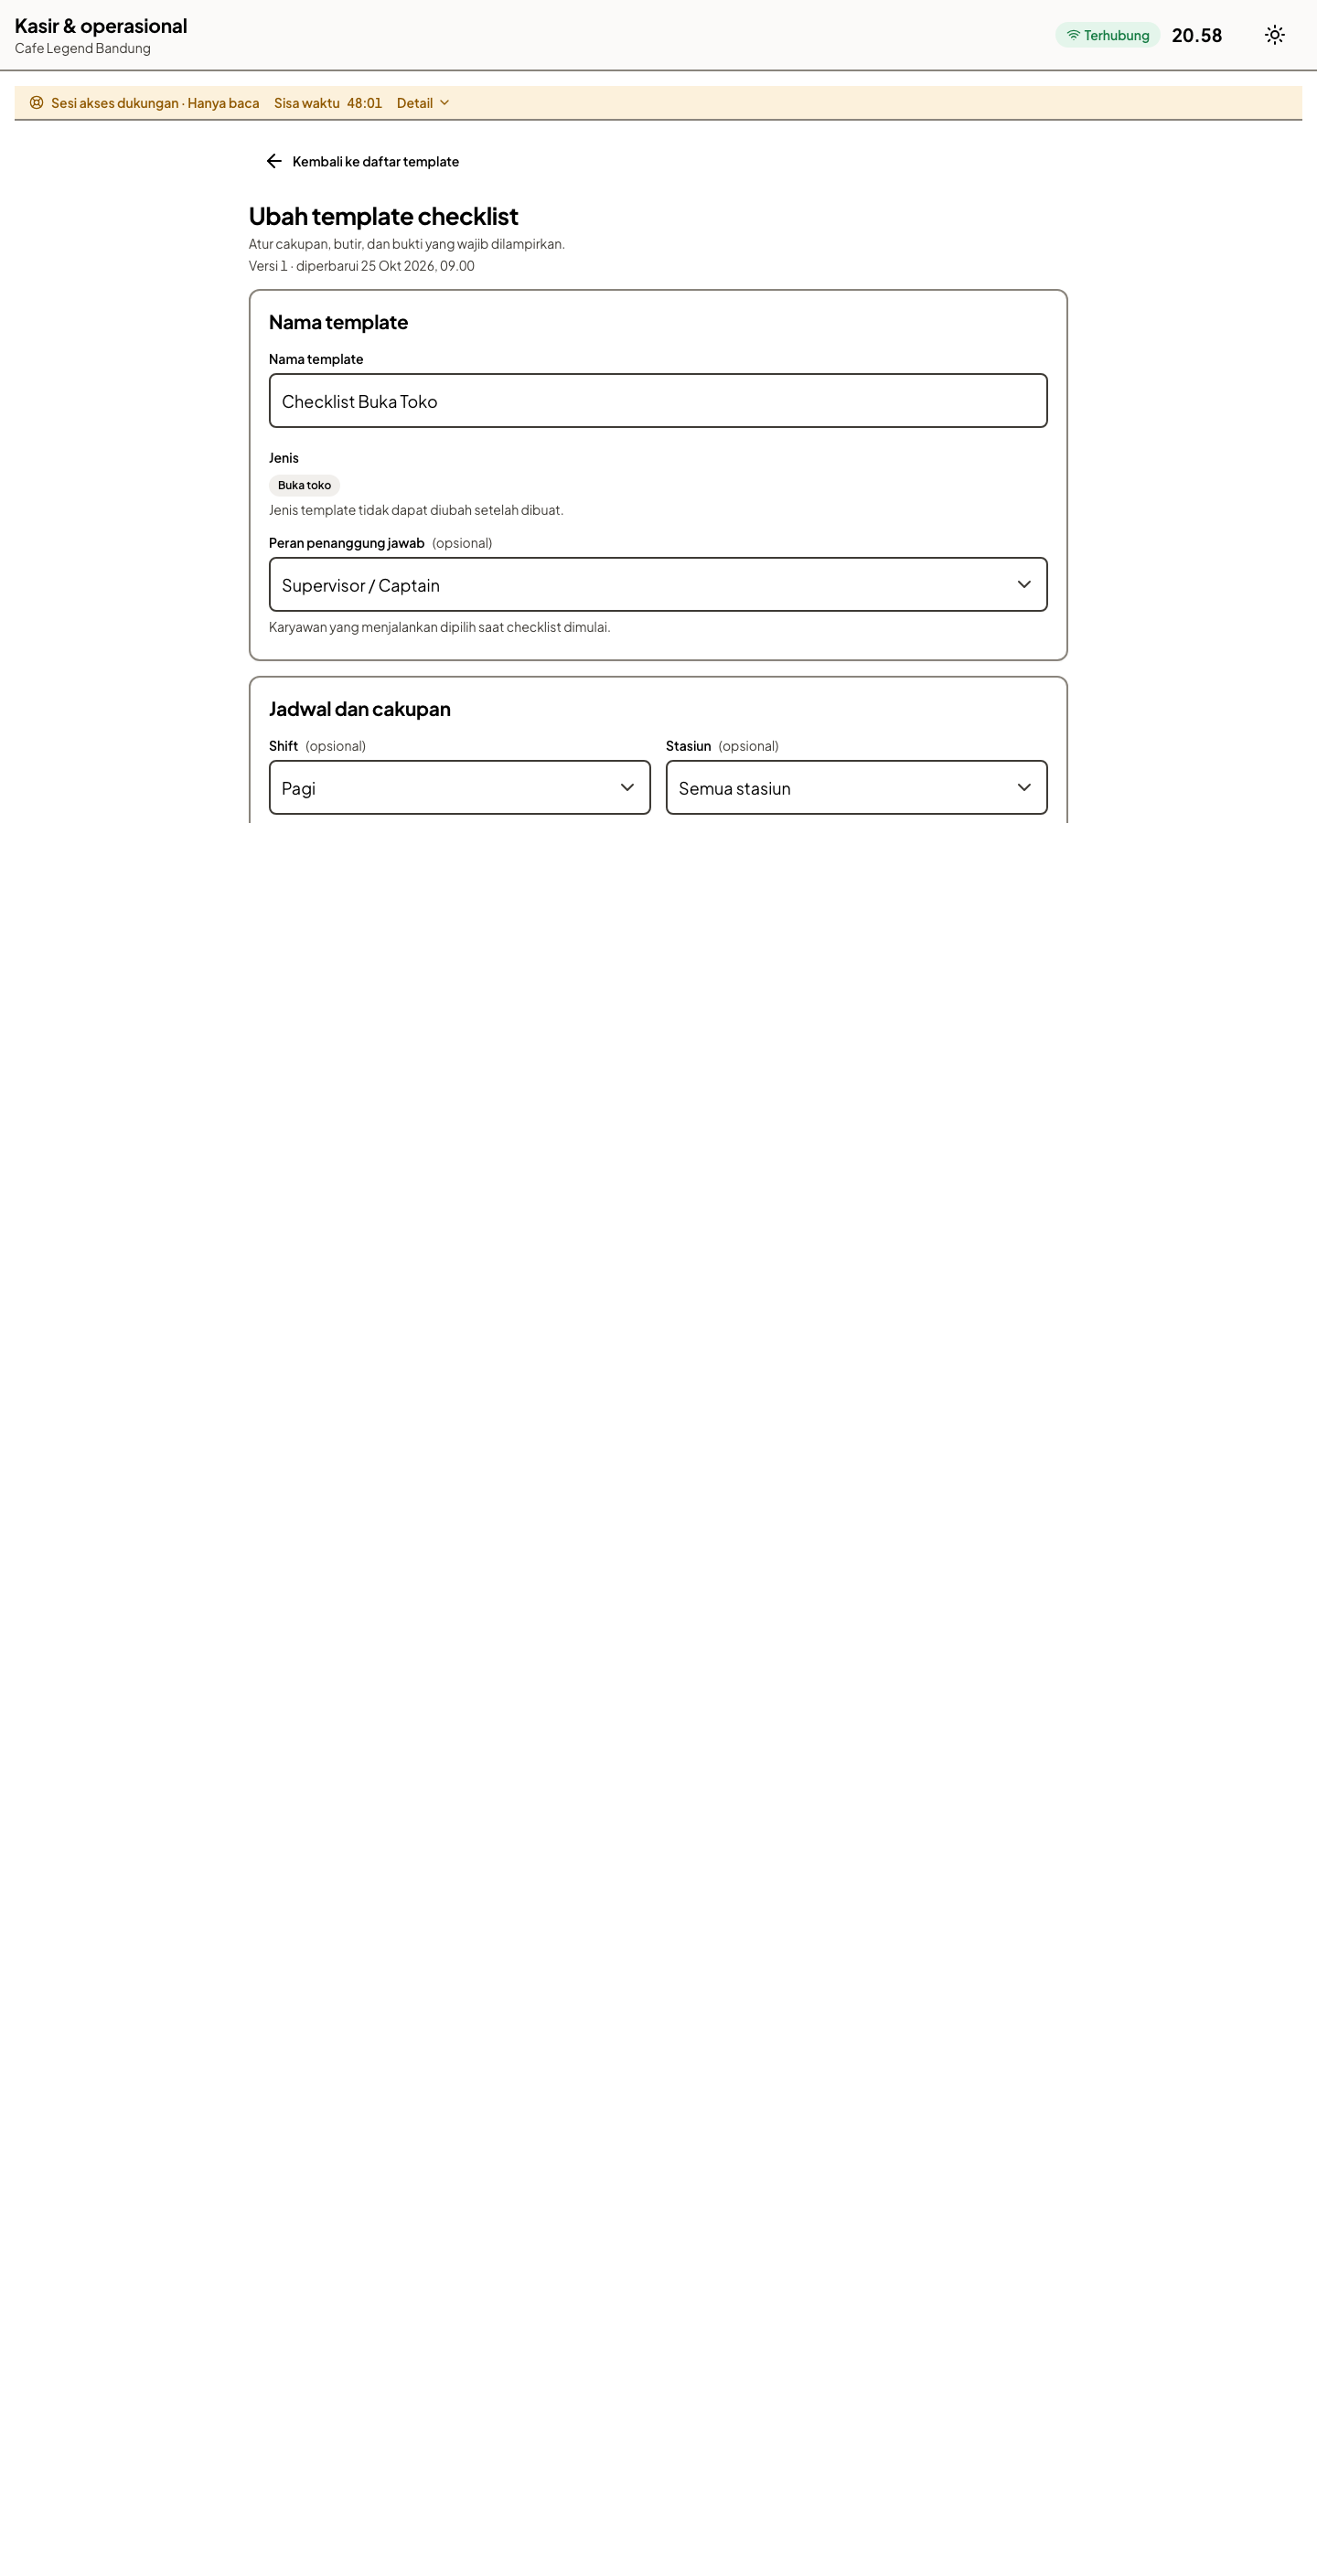 Kasir & operasional
Cafe Legend Bandung
Terhubung
20.58
Sesi akses dukungan · Hanya baca Sisa waktu 48:01 Detail
Kembali ke daftar template
Ubah template checklist
Atur cakupan, butir, dan bukti yang wajib dilampirkan.
Versi 1 · diperbarui 25 Okt 2026, 09.00
Nama template
Nama template
Checklist Buka Toko
Jenis
Buka toko
Jenis template tidak dapat diubah setelah dibuat.
Peran penanggung jawab (opsional)
Supervisor / Captain
Karyawan yang menjalankan dipilih saat checklist dimulai.
Jadwal dan cakupan
Shift (opsional) Stasiun (opsional)
Pagi Semua stasiun